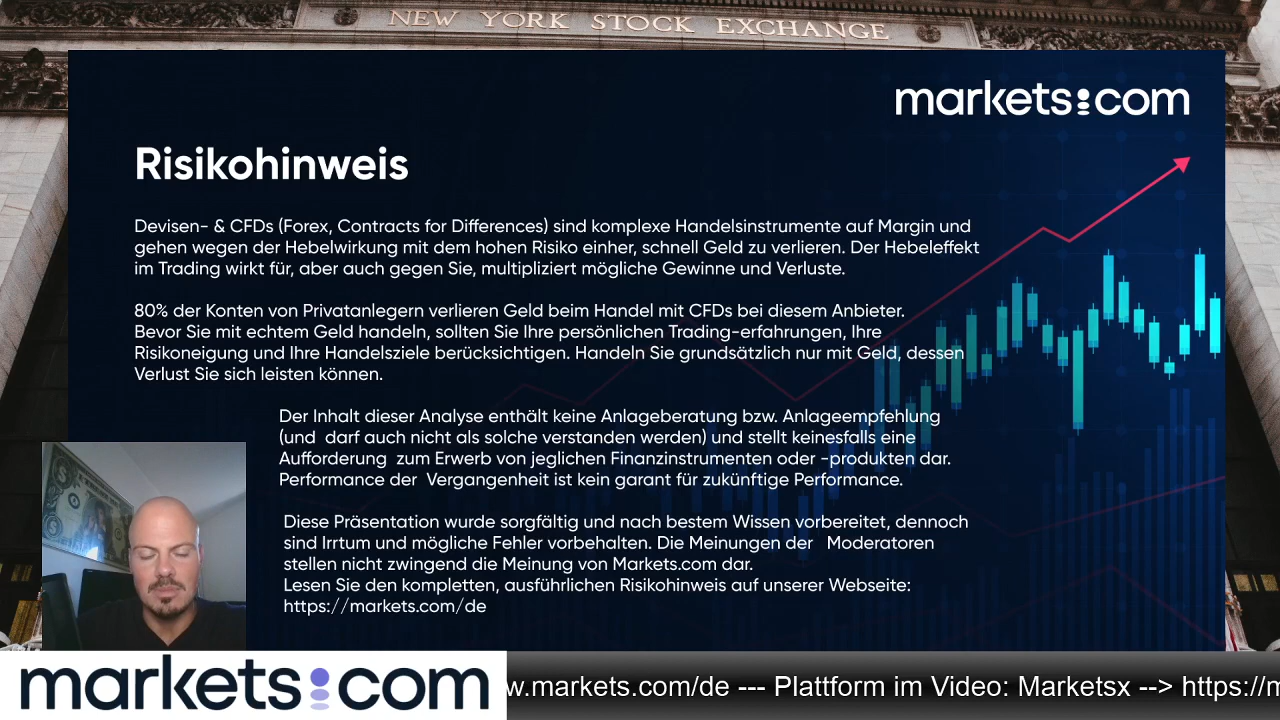 NEW YORK STOCK EXCHANGE
markets:com
Risikohinweis
Devisen- & CFDs (Forex, Contracts for Differences) sind komplexe Handelsinstrumente auf Margin und
gehen wegen der Hebelwirkung mit dem hohen Risiko einher, schnell Geld zu verlieren. Der Hebeleffekt
im Trading wirkt für, aber auch gegen Sie, multipliziert mögliche Gewinne und Verluste.
80% der Konten von Privatanlegern verlieren Geld beim Handel mit CFDs bei diesem Anbieter.
Bevor Sie mit echtem Geld handeln, sollten Sie Ihre persönlichen Trading-erfahrungen, Ihre
Risikoneigung und Ihre Handelsziele berücksichtigen. Handeln Sie grundsätzlich nur mit Geld, dessen
Verlust Sie sich leisten können.
Der Inhalt dieser Analyse enthält keine Anlageberatung bzw. Anlageempfehlung
(und darf auch nicht als solche verstanden werden) und stellt keinesfalls eine
Aufforderung zum Erwerb von jeglichen Finanzinstrumenten oder -produkten dar.
Performance der Vergangenheit ist kein garant für zukünftige Performance.
Diese Präsentation wurde sorgfältig und nach bestem Wissen vorbereitet, dennoch
sind Irrtum und mögliche Fehler vorbehalten. Die Meinungen der Moderatoren
stellen nicht zwingend die Meinung von Markets.com dar.
Lesen Sie den kompletten, ausführlichen Risikohinweis auf unserer Webseite:
https://markets.com/de
markets:com
w.markets.com/de --- Plattform im Video: Marketsx --> https://m